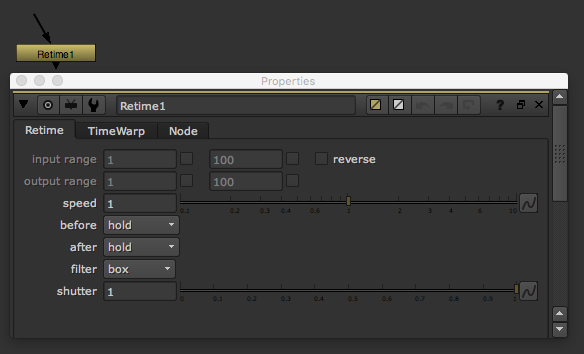 Retime1
Properties
Retime1 ?
Retime TimeWarp Node
input range 1 100 reverse
output range 1 100
speed 1
0.1 0.2 0.3 0.4 1 2 3 4 6 10
before hold
after hold
filter box
shutter 1
0 0.1 0.2 0.3 0.4 0.5 0.6 0.7 0.8 0.9 1